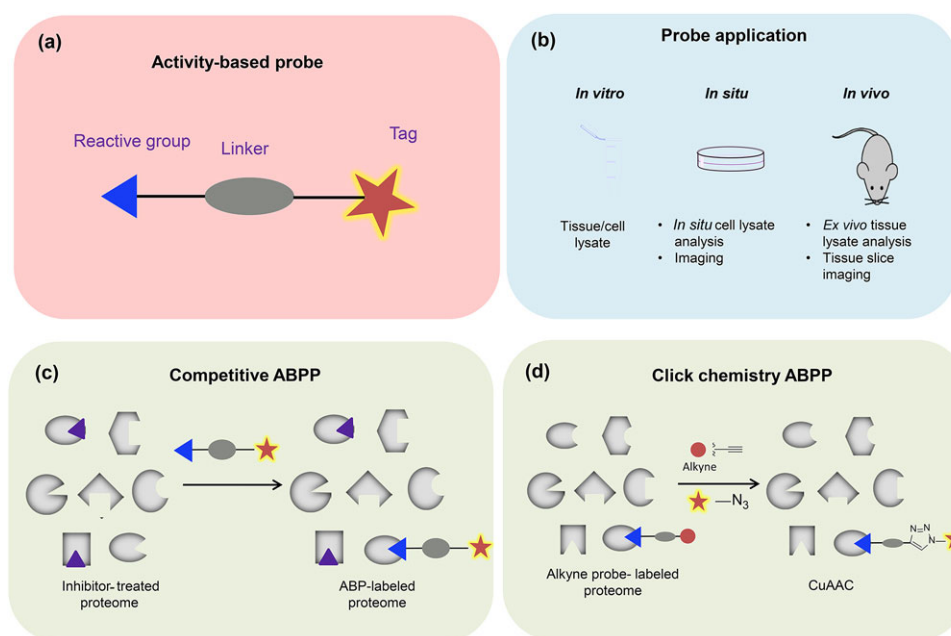 (a)
Activity-based probe
Reactive group
Linker
Tag
(b)
Probe application
In vitro
In situ
In vivo
Tissue/cell
lysate
• In situ cell lysate
analysis
• Imaging
• Ex vivo tissue
lysate analysis
• Tissue slice
imaging
(c)
Competitive ABPP
Inhibitor-treated
proteome
ABP-labeled
proteome
(d)
Click chemistry ABPP
Alkyne
—N3
Alkyne probe- labeled
proteome
N=N
N
CuAAC